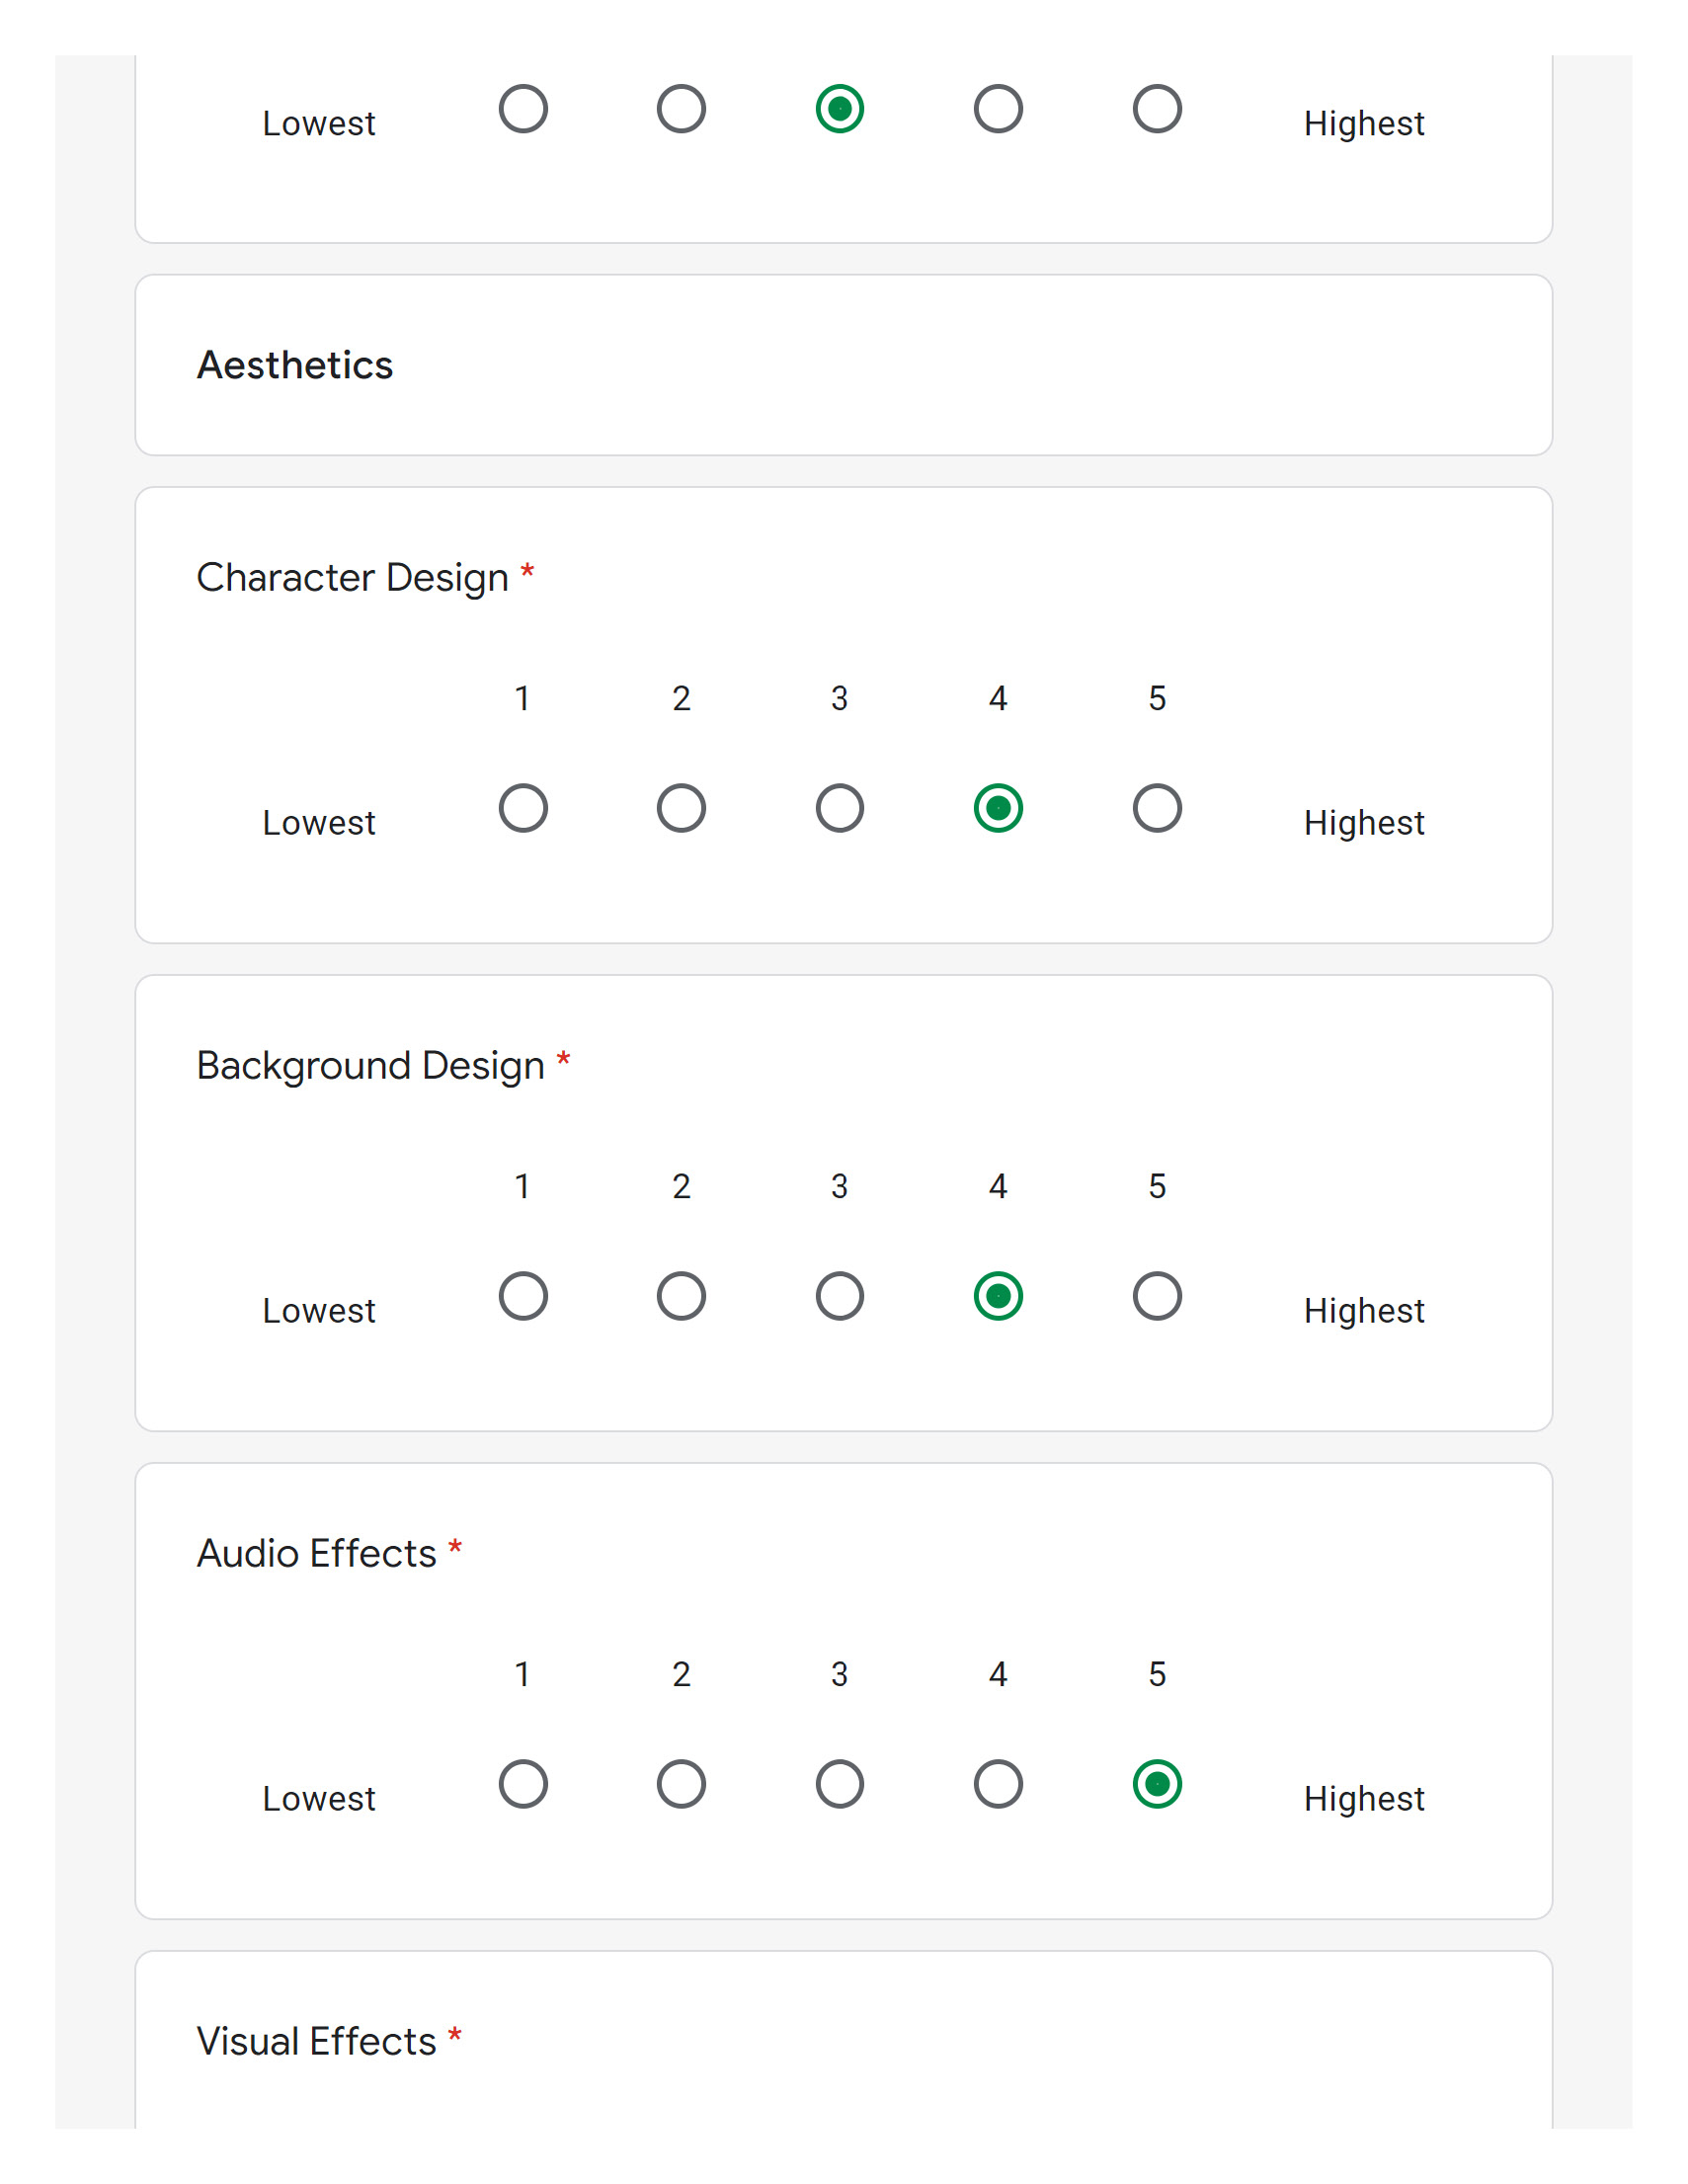 Lowest Highest
Aesthetics
Character Design *
1 2 3 4 5
Lowest Highest
Background Design *
1 2 3 4 5
Lowest Highest
Audio Effects *
1 2 3 4 5
Lowest Highest
Visual Effects *